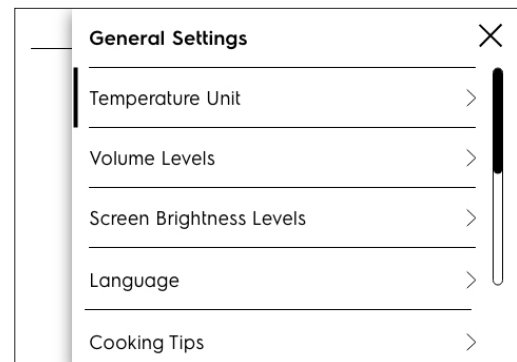 General Settings
Temperature Unit
Volume Levels
Screen Brightness Levels
Language
Cooking Tips